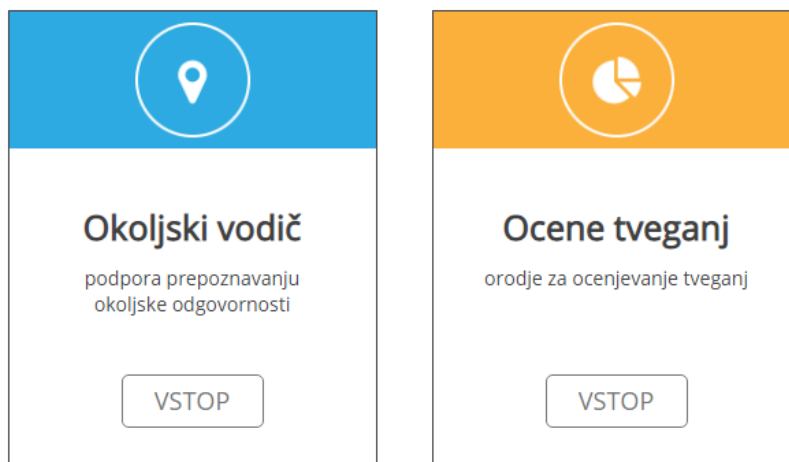 Okoljski vodič
podpora prepoznavanju
okoljske odgovornosti
VSTOP
Ocene tveganj
orodje za ocenjevanje tveganj
VSTOP